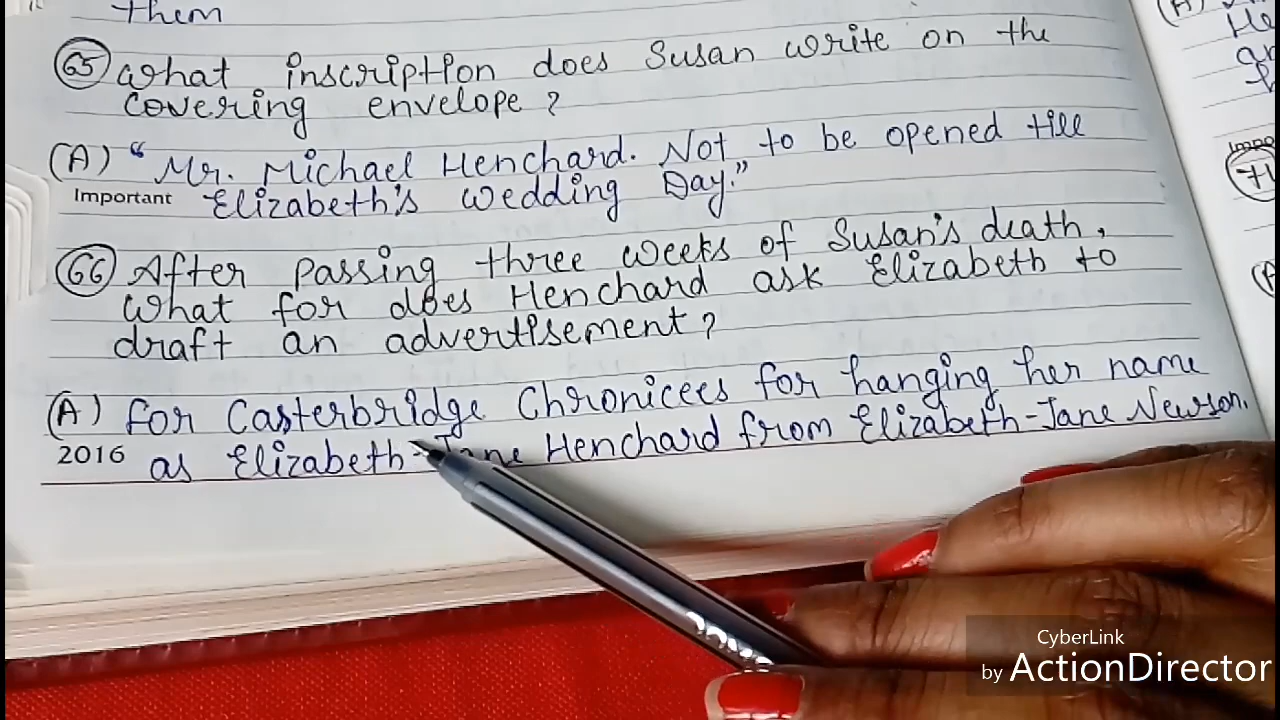 them
65 What inscription does Susan write on the
covering envelope ?
(A) “ Mr. Michael Henchard. Not to be opened till
Important Elizabeth's Wedding Day.”
66 After passing three weeks of Susan's death,
what for does Henchard ask Elizabeth to
draft an advertisement ?
(A) for Casterbridge Chronicees for hanging her name
2016 as Elizabeth-Jane Henchard from Elizabeth-Jane Newson.
(A)
CyberLink
by ActionDirector